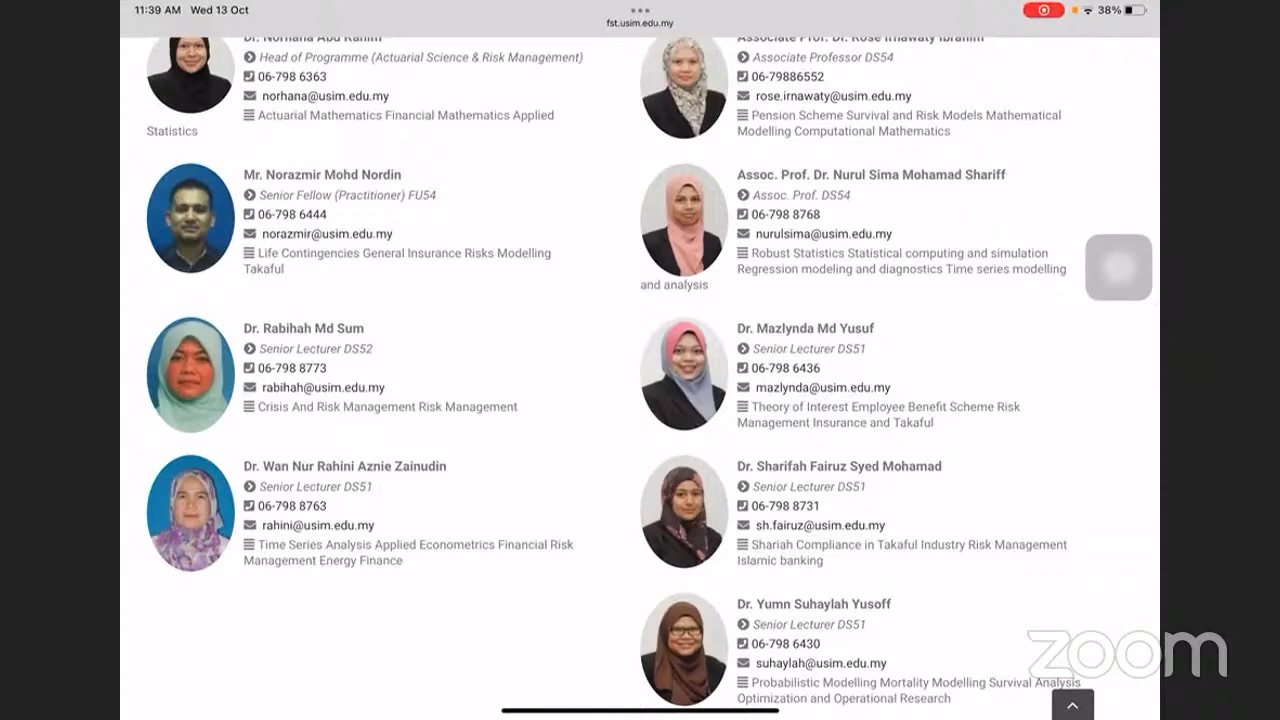 11:39 AM Wed 13 Oct
fst.usim.edu.my
38%
Dr. Norhana Abd Rahim
Head of Programme (Actuarial Science & Risk Management)
06-798 6363
norhana@usim.edu.my
Actuarial Mathematics Financial Mathematics Applied
Statistics
Associate Prof. Dr. Rose Irnawaty Ibrahim
Associate Professor DS54
06-79886552
rose.irnawaty@usim.edu.my
Pension Scheme Survival and Risk Models Mathematical
Modelling Computational Mathematics
Mr. Norazmir Mohd Nordin
Senior Fellow (Practitioner) FU54
06-798 6444
norazmir@usim.edu.my
Life Contingencies General Insurance Risks Modelling
Takaful
Assoc. Prof. Dr. Nurul Sima Mohamad Shariff
Assoc. Prof. DS54
06-798 8768
nurulsima@usim.edu.my
Robust Statistics Statistical computing and simulation
Regression modeling and diagnostics Time series modelling
and analysis
Dr. Rabihah Md Sum
Senior Lecturer DS52
06-798 8773
rabihah@usim.edu.my
Crisis And Risk Management Risk Management
Dr. Mazlynda Md Yusuf
Senior Lecturer DS51
06-798 6436
mazlynda@usim.edu.my
Theory of Interest Employee Benefit Scheme Risk
Management Insurance and Takaful
Dr. Wan Nur Rahini Aznie Zainudin
Senior Lecturer DS51
06-798 8763
rahini@usim.edu.my
Time Series Analysis Applied Econometrics Financial Risk
Management Energy Finance
Dr. Sharifah Fairuz Syed Mohamad
Senior Lecturer DS51
06-798 8731
sh.fairuz@usim.edu.my
Shariah Compliance in Takaful Industry Risk Management
Islamic banking
Dr. Yumn Suhaylah Yusoff
Senior Lecturer DS51
06-798 6430
suhaylah@usim.edu.my
Probabilistic Modelling Mortality Modelling Survival Analysis
Optimization and Operational Research
zoom